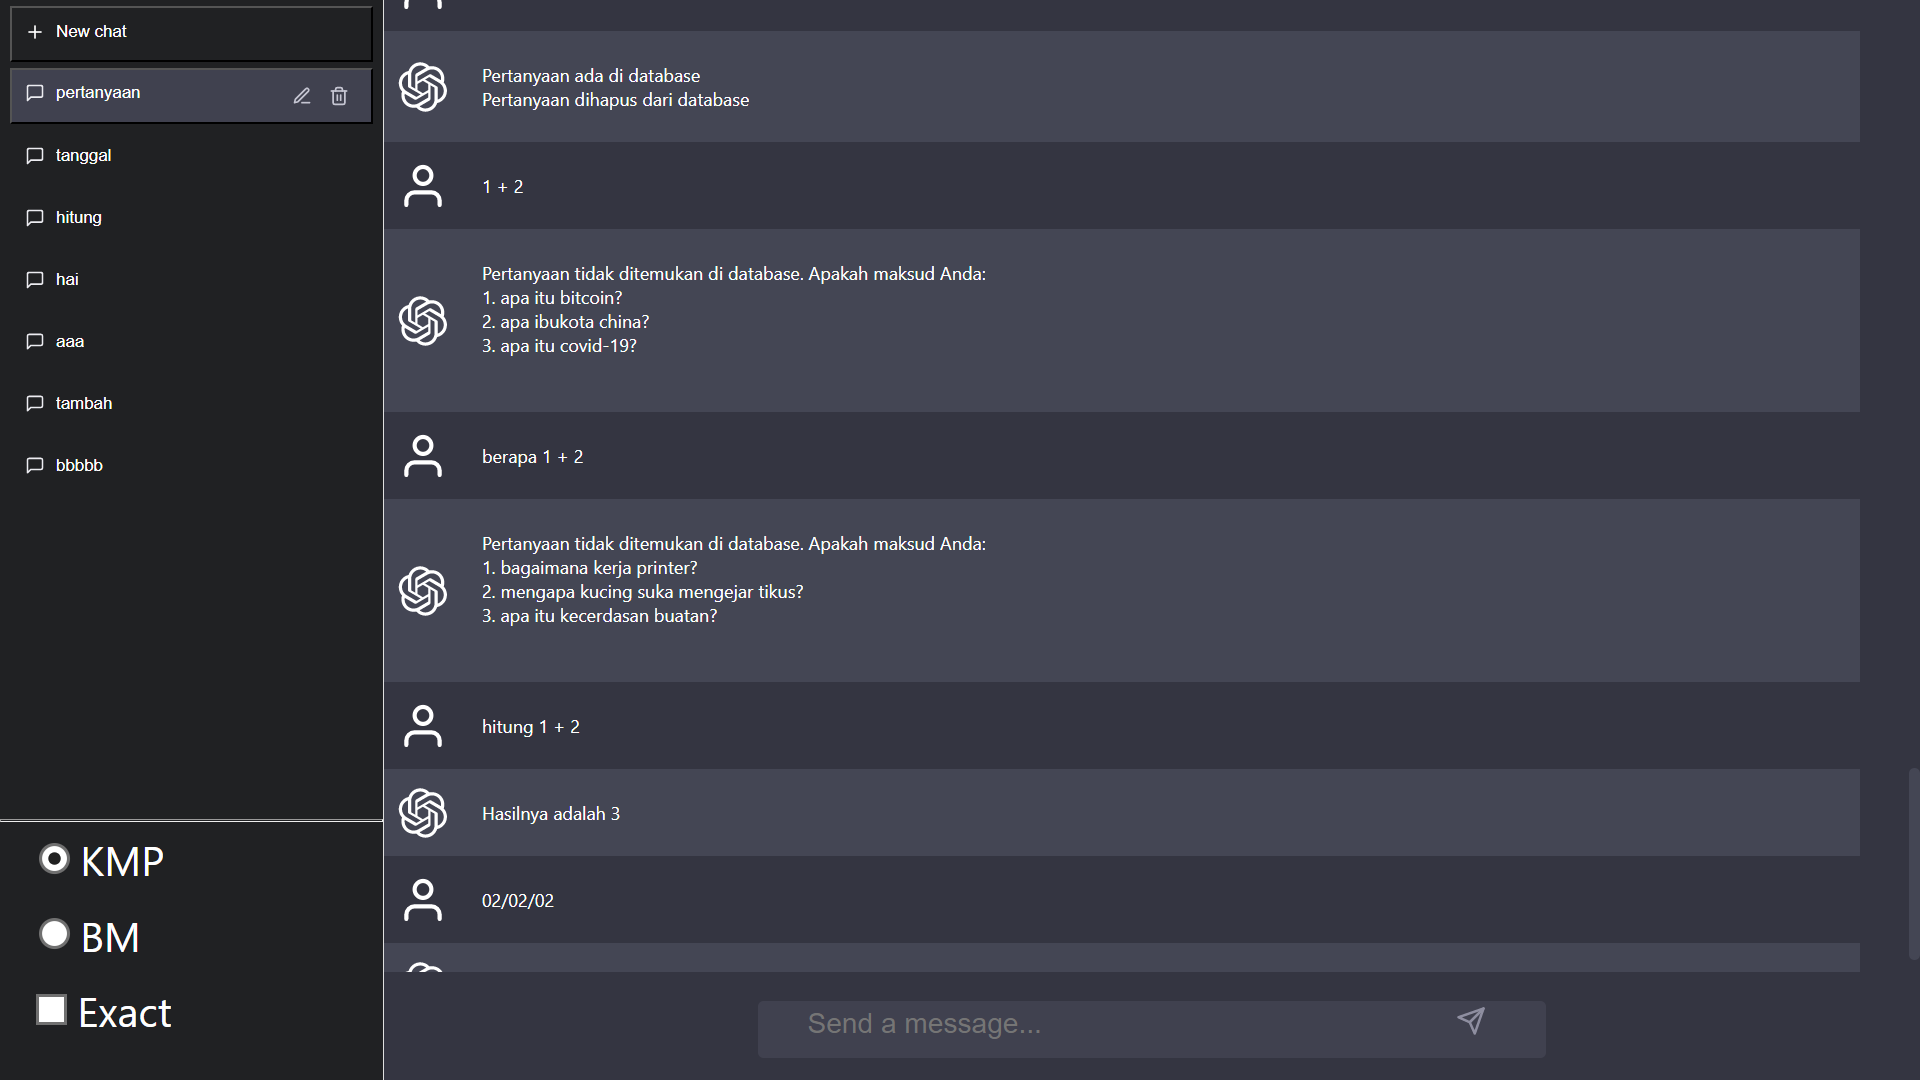 New chat
pertanyaan
tanggal
hitung
hai
aaa
tambah
bbbbb
KMP
BM
Exact
Pertanyaan ada di database
Pertanyaan dihapus dari database
1 + 2
Pertanyaan tidak ditemukan di database. Apakah maksud Anda:
1. apa itu bitcoin?
2. apa ibukota china?
3. apa itu covid-19?
berapa 1 + 2
Pertanyaan tidak ditemukan di database. Apakah maksud Anda:
1. bagaimana kerja printer?
2. mengapa kucing suka mengejar tikus?
3. apa itu kecerdasan buatan?
hitung 1 + 2
Hasilnya adalah 3
02/02/02
Send a message...